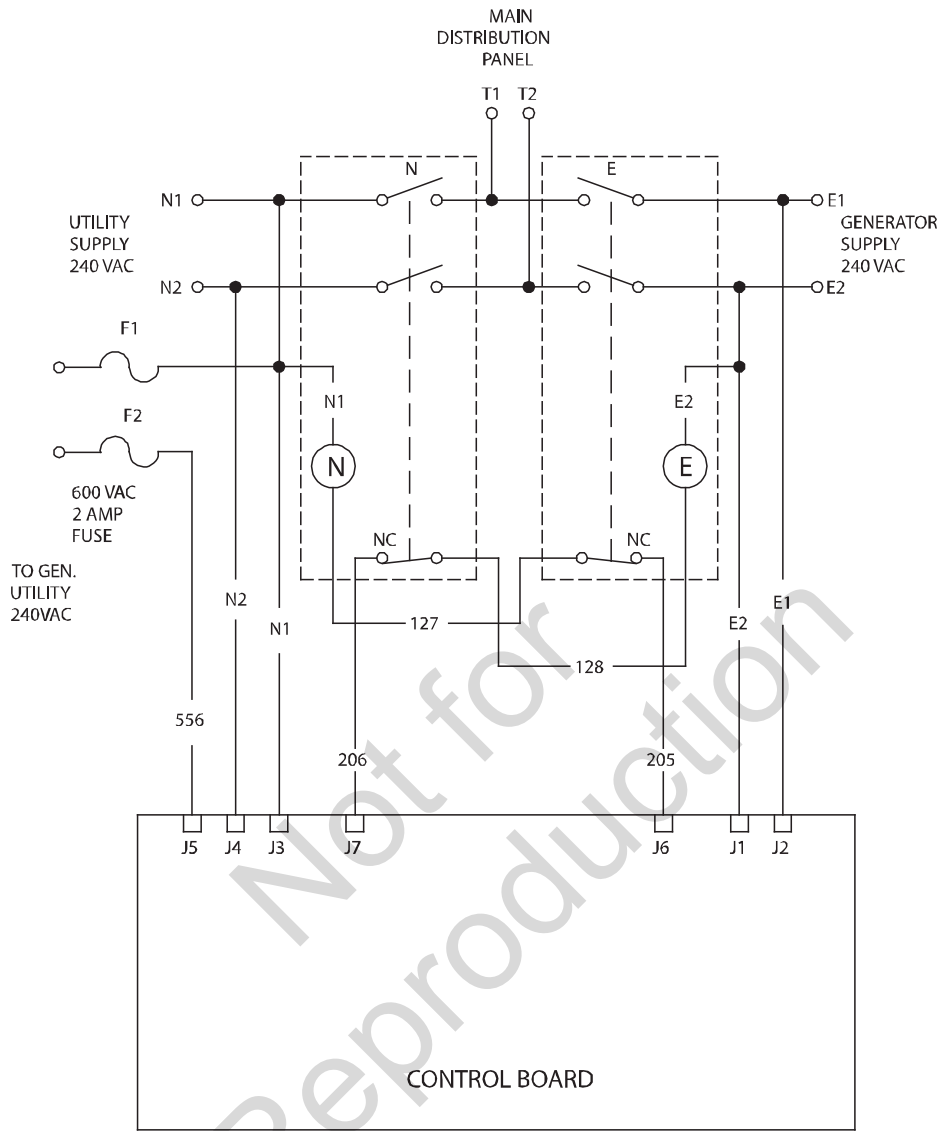 MAIN
DISTRIBUTION
PANEL
T1 T2
N
E
N1
E1
UTILITY
SUPPLY
240 VAC
GENERATOR
SUPPLY
240 VAC
N2
E2
F1
N1
E2
F2
N
E
600 VAC
2 AMP
FUSE
NC
NC
TO GEN.
UTILITY
240VAC
N2
N1
127
E2
E1
128
556
206
205
J5 J4 J3 J7 J6 J1 J2
CONTROL BOARD
Not for
Reproduction